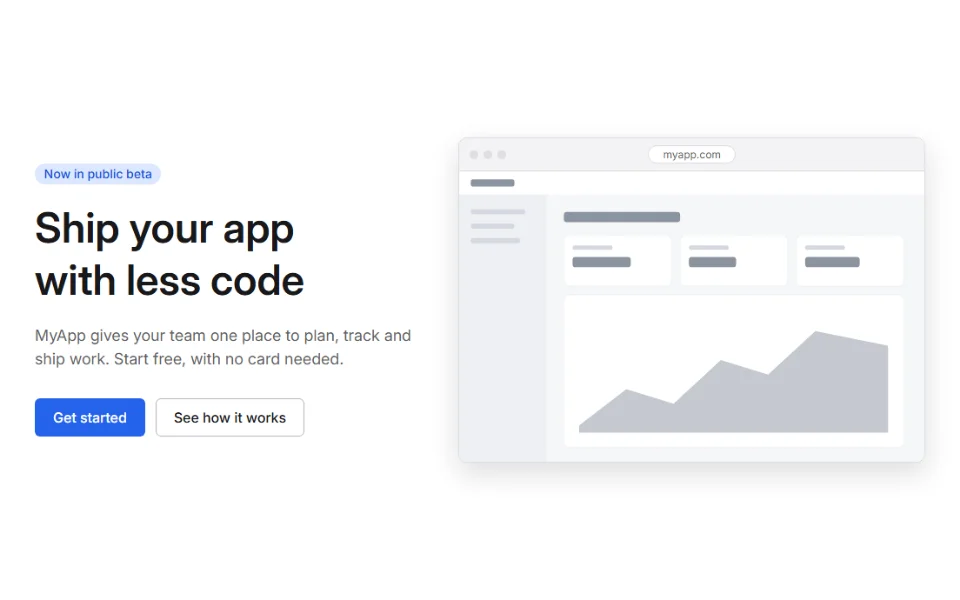 Now in public beta
Ship your app
with less code
MyApp gives your team one place to plan, track and
ship work. Start free, with no card needed.
Get started
See how it works
myapp.com